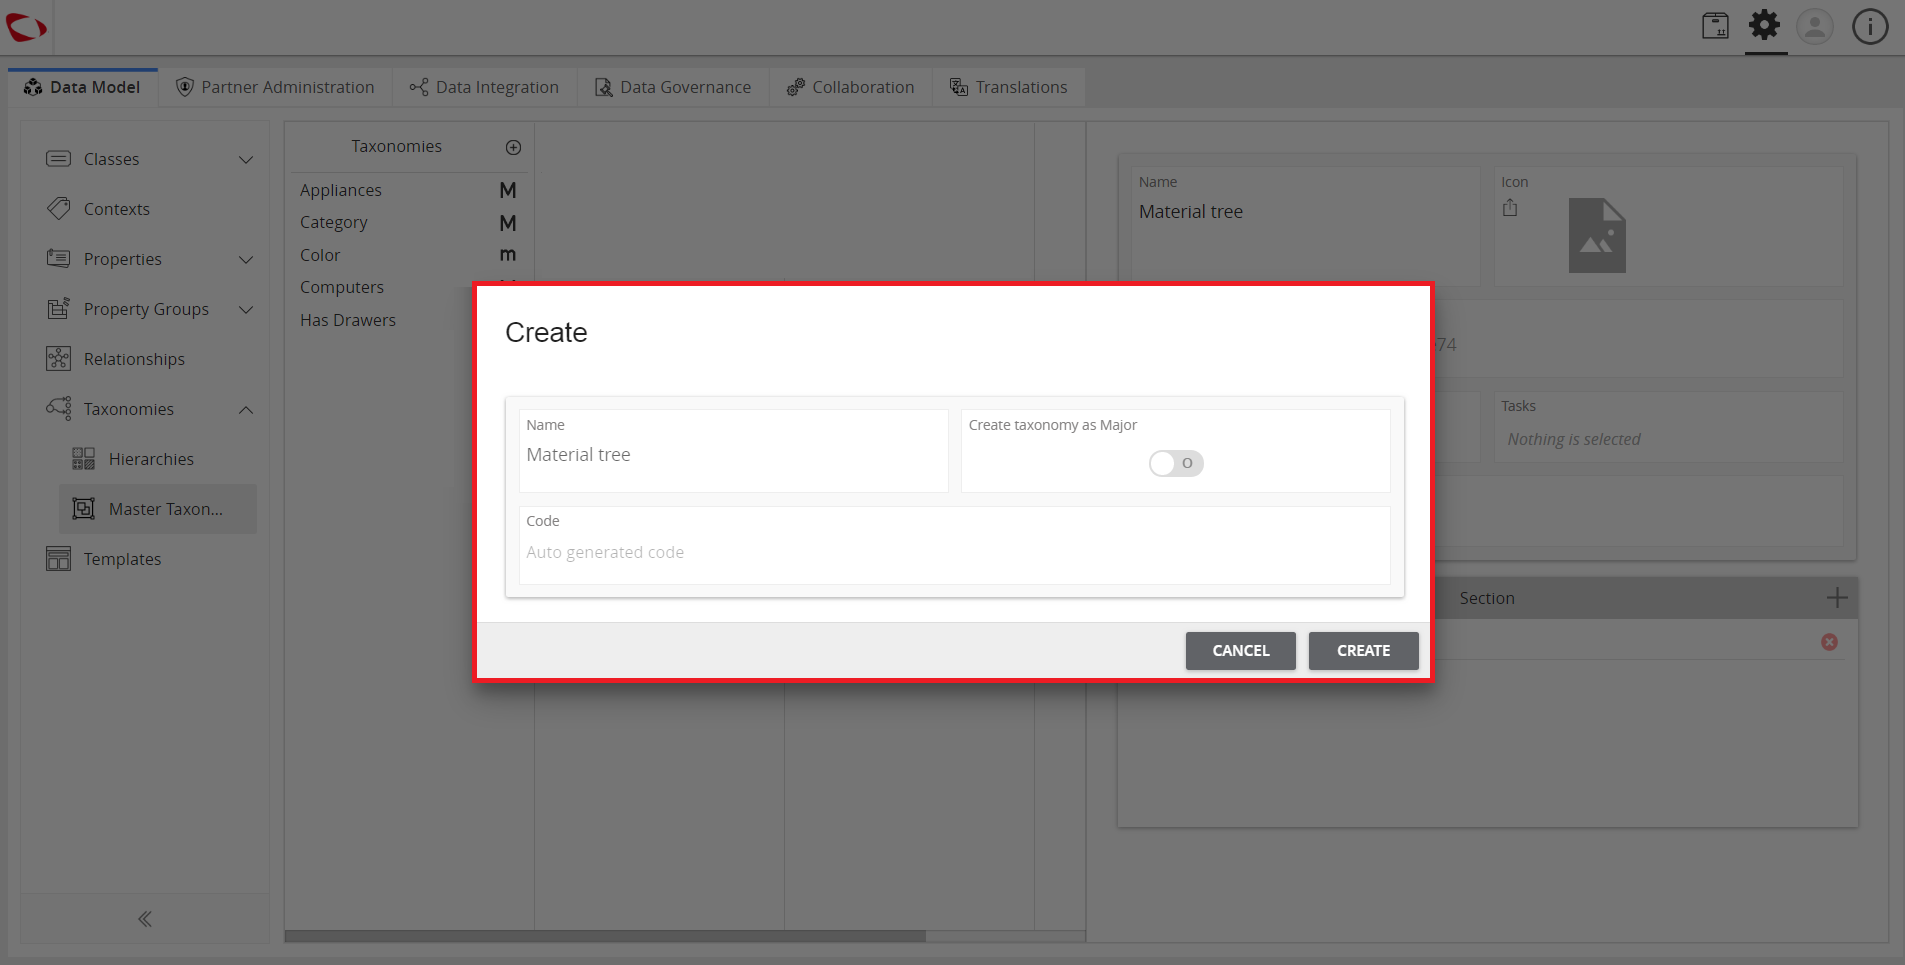 Data Model
Partner Administration
Data Integration
Data Governance
Collaboration
Translations
Classes
Contexts
Properties
Property Groups
Relationships
Taxonomies
Hierarchies
Master Taxon...
Templates
Taxonomies
Appliances M
Category M
Color m
Computers
Has Drawers
Name
Material tree
Icon
74
Tasks
Nothing is selected
Section
Create
Name
Material tree
Create taxonomy as Major
O
Code
Auto generated code
CANCEL
CREATE